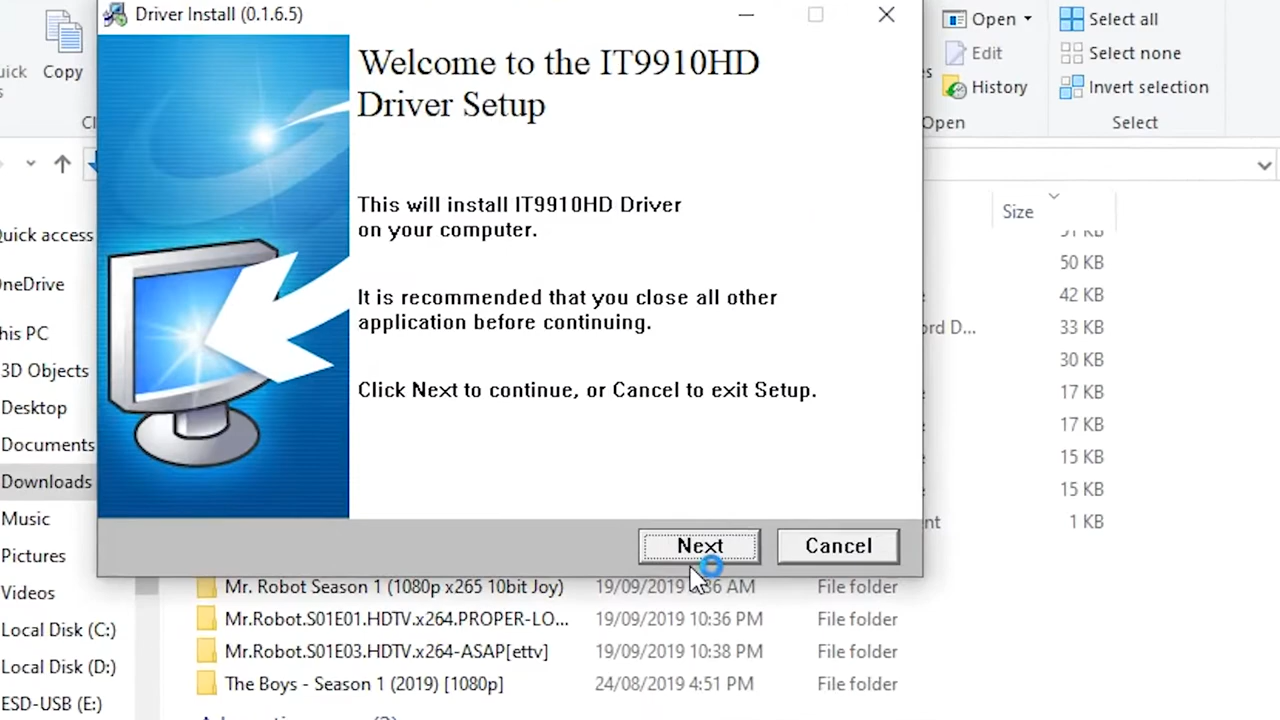 Driver Install (0.1.6.5)
Open
Select all
Edit
Select none
Copy
History
Invert selection
Open
Select
Welcome to the IT9910HD
Driver Setup
This will install IT9910HD Driver
on your computer.
It is recommended that you close all other
application before continuing.
Click Next to continue, or Cancel to exit Setup.
Next
Cancel
Size
50 KB
42 KB
33 KB
30 KB
17 KB
17 KB
15 KB
15 KB
1 KB
Quick access
OneDrive
This PC
3D Objects
Desktop
Documents
Downloads
Music
Pictures
Videos
Local Disk (C:)
Local Disk (D:)
ESD-USB (E:)
Mr. Robot Season 1 (1080p x265 10bit Joy) 19/09/2019 AM File folder
Mr.Robot.S01E01.HDTV.x264.PROPER-LO... 19/09/2019 10:36 PM File folder
Mr.Robot.S01E03.HDTV.x264-ASAP[ettv] 19/09/2019 10:38 PM File folder
The Boys - Season 1 (2019) [1080p] 24/08/2019 4:51 PM File folder